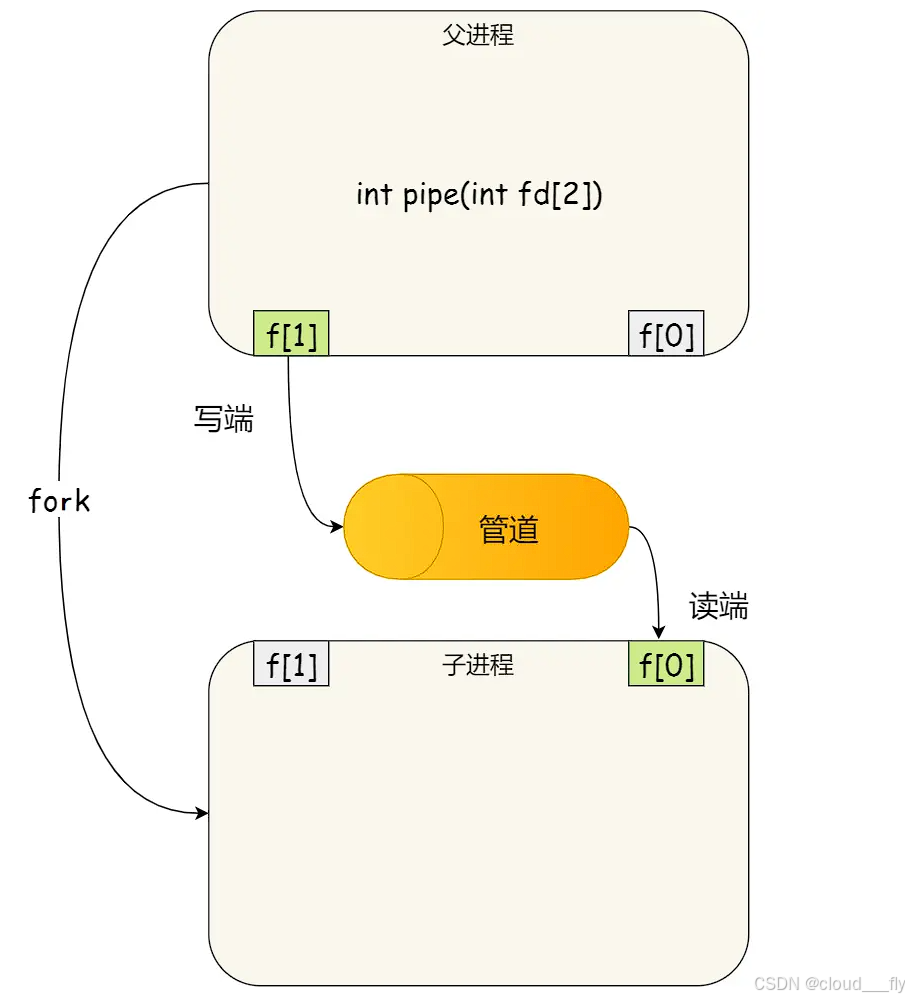 父进程
int pipe(int fd[2])
f[1]
f[0]
写端
fork
管道
读端
f[1]
子进程
f[0]
CSDN @cloud___fly